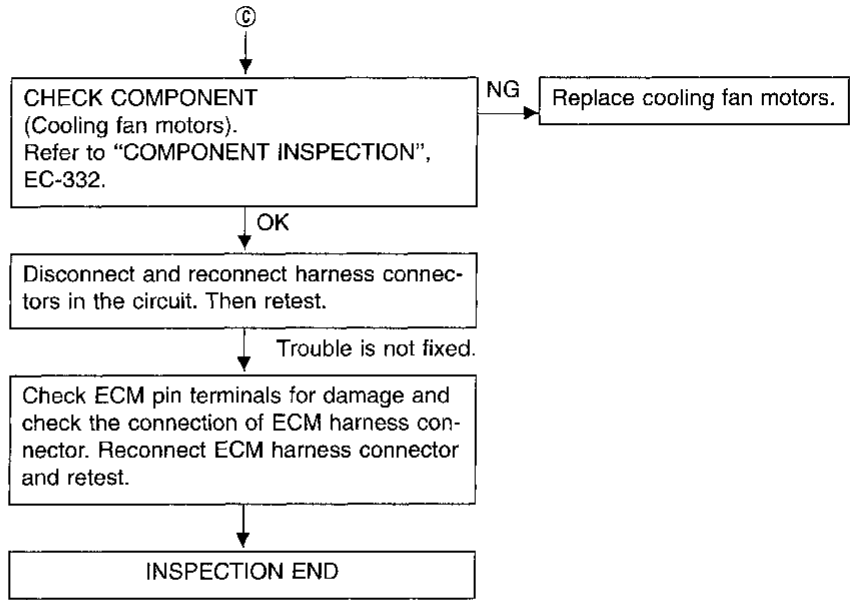 Ⓒ
CHECK COMPONENT
(Cooling fan motors).
Refer to “COMPONENT INSPECTION”,
EC-332.
NG
Replace cooling fan motors.
OK
Disconnect and reconnect harness connec-
tors in the circuit. Then retest.
Trouble is not fixed.
Check ECM pin terminals for damage and
check the connection of ECM harness con-
nector. Reconnect ECM harness connector
and retest.
INSPECTION END